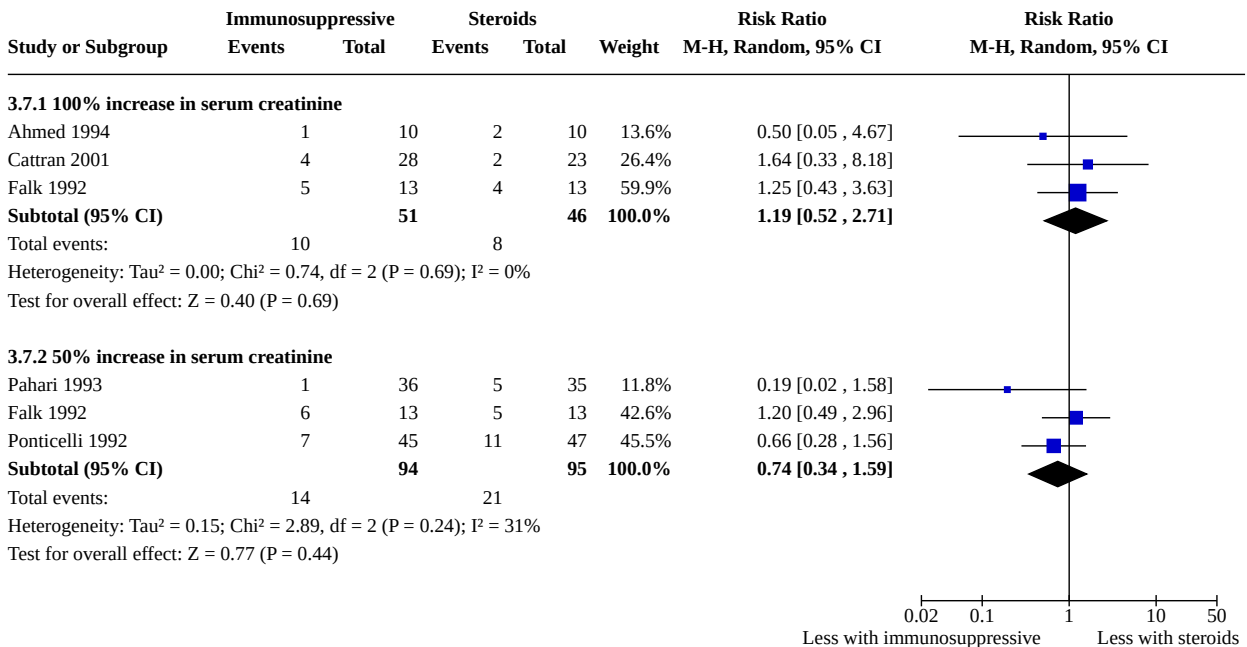 Immunosuppressive Steroids Risk Ratio Risk Ratio
Study or Subgroup Events Total Events Total Weight M-H, Random, 95% CI M-H, Random, 95% CI
3.7.1 100% increase in serum creatinine
Ahmed 1994 1 10 2 10 13.6% 0.50 [0.05 , 4.67]
Cattran 2001 4 28 2 23 26.4% 1.64 [0.33 , 8.18]
Falk 1992 5 13 4 13 59.9% 1.25 [0.43 , 3.63]
Subtotal (95% CI) 51 46 100.0% 1.19 [0.52 , 2.71]
Total events: 10 8
Heterogeneity: Tau² = 0.00; Chi² = 0.74, df = 2 (P = 0.69); I² = 0%
Test for overall effect: Z = 0.40 (P = 0.69)
3.7.2 50% increase in serum creatinine
Pahari 1993 1 36 5 35 11.8% 0.19 [0.02 , 1.58]
Falk 1992 6 13 5 13 42.6% 1.20 [0.49 , 2.96]
Ponticelli 1992 7 45 11 47 45.5% 0.66 [0.28 , 1.56]
Subtotal (95% CI) 94 95 100.0% 0.74 [0.34 , 1.59]
Total events: 14 21
Heterogeneity: Tau² = 0.15; Chi² = 2.89, df = 2 (P = 0.24); I² = 31%
Test for overall effect: Z = 0.77 (P = 0.44)
0.02 0.1 1 10 50
Less with immunosuppressive Less with steroids